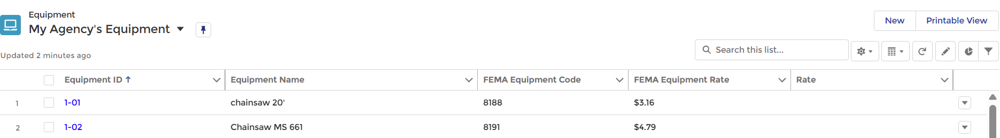 Equipment
My Agency's Equipment
New
Printable View
Updated 2 minutes ago
Search this list...
Equipment ID ↑ Equipment Name FEMA Equipment Code FEMA Equipment Rate Rate
1 1-01 chainsaw 20' 8188 $3.16
2 1-02 Chainsaw MS 661 8191 $4.79